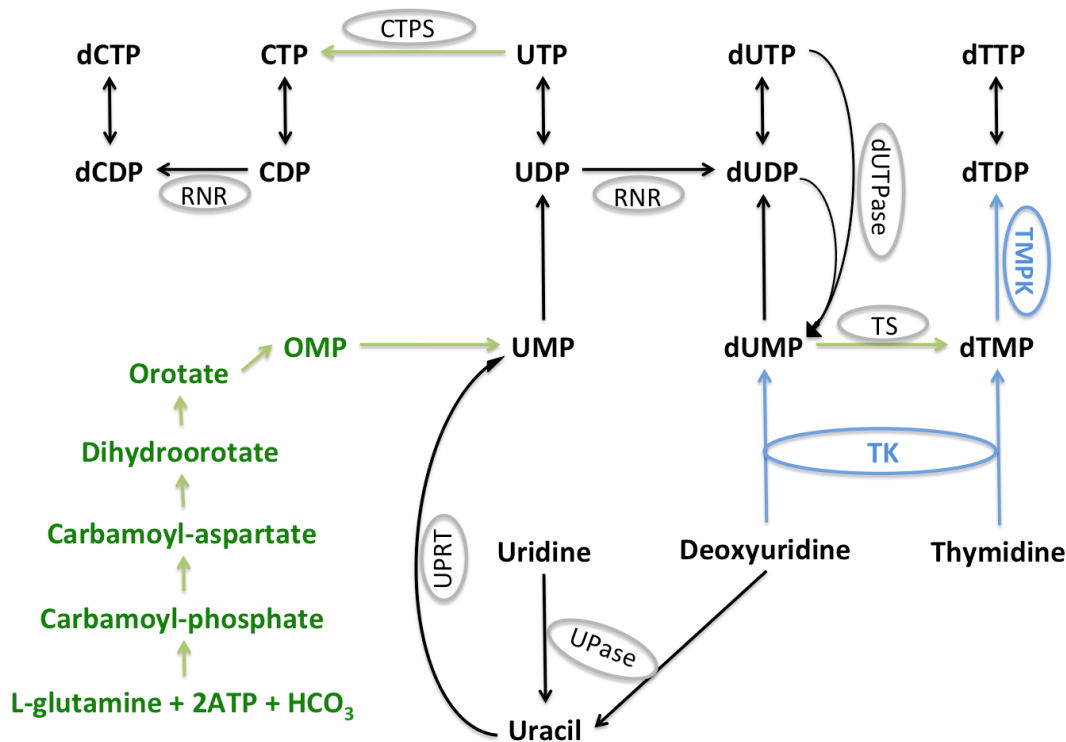 CTPS
dCTP CTP UTP dUTP dTTP
dUTPase
dCDP CDP UDP dUDP dTDP
RNR RNR
TMPK
TS
OMP UMP dUMP dTMP
Orotate
Dihydroorotate TK
Carbamoyl-aspartate
UPRT
Uridine Deoxyuridine Thymidine
Carbamoyl-phosphate
UPase
L-glutamine + 2ATP + HCO₃
Uracil